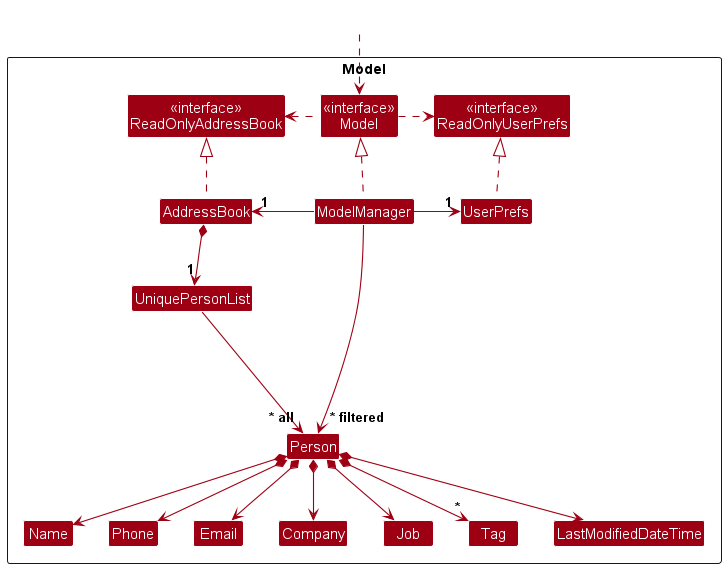 Model
«interface»
ReadOnlyAddressBook
«interface»
Model
«interface»
ReadOnlyUserPrefs
AddressBook
1
ModelManager
1
UserPrefs
1
UniquePersonList
* all
* filtered
Person
*
Name
Phone
Email
Company
Job
Tag
LastModifiedDateTime